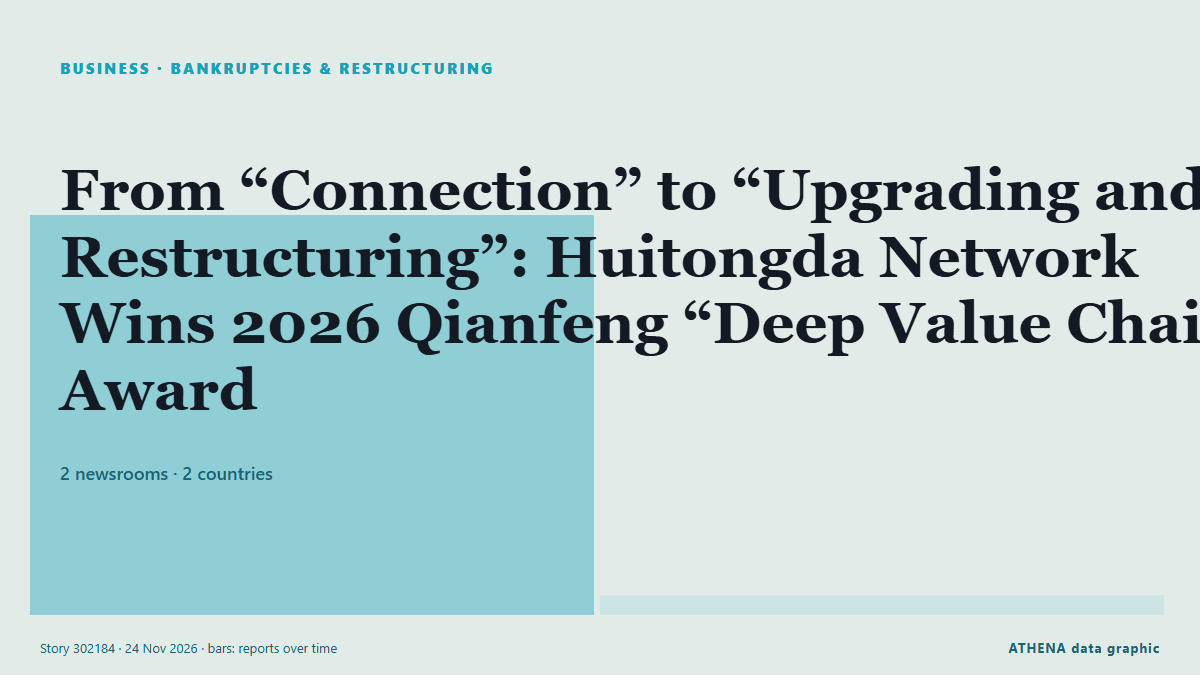 BUSINESS · BANKRUPTCIES & RESTRUCTURING
From “Connection” to “Upgrading and
Restructuring”: Huitongda Network
Wins 2026 Qianfeng “Deep Value Chai
Award
2 newsrooms · 2 countries
Story 302184 · 24 Nov 2026 · bars: reports over time
ATHENA data graphic